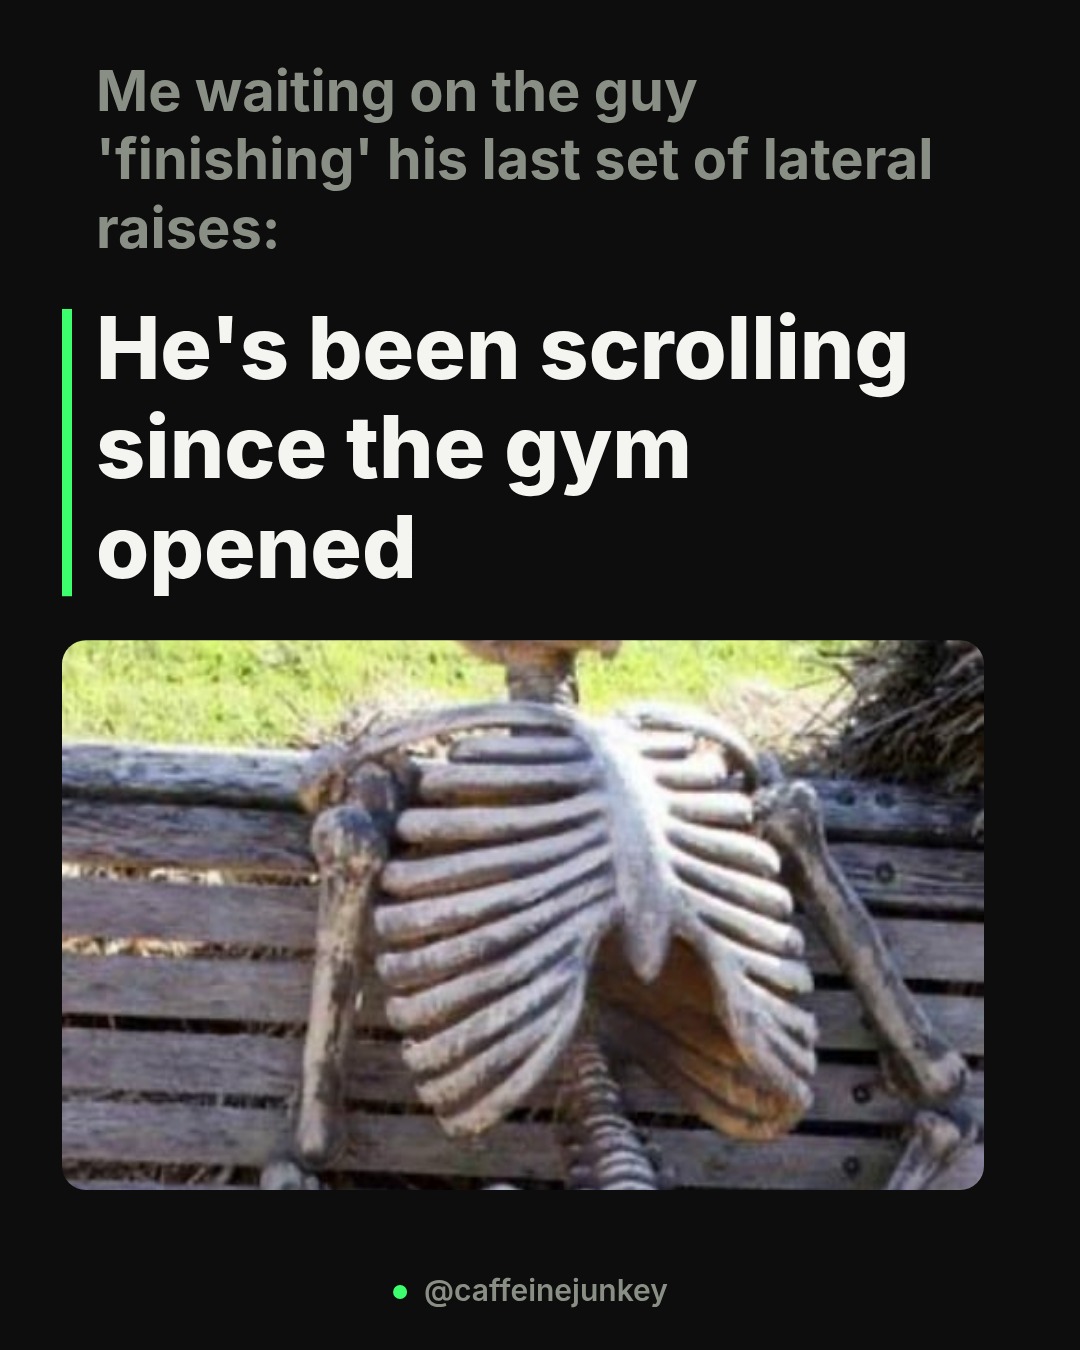 Me waiting on the guy
'finishing' his last set of lateral
raises:
He's been scrolling
since the gym
opened
@caffeinejunkey